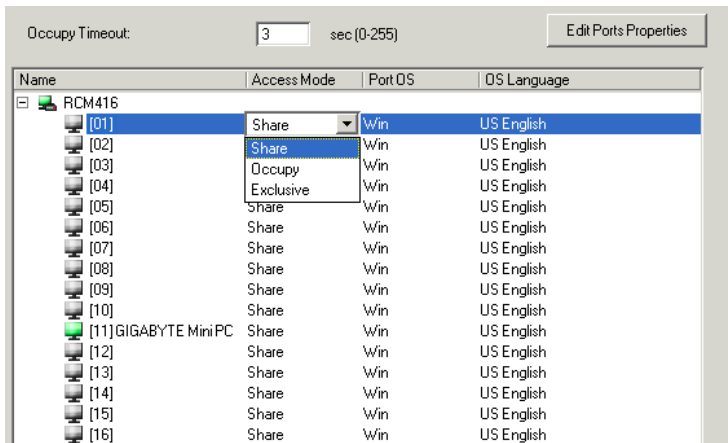 Occupy Timeout: 3 sec (0-255) Edit Ports Properties
Name Access Mode Port OS OS Language
RCM416
[01] Share Win US English
[02] Share Win US English
[03] Occupy Win US English
[04] Exclusive Win US English
[05] Share Win US English
[06] Share Win US English
[07] Share Win US English
[08] Share Win US English
[09] Share Win US English
[10] Share Win US English
[11]GIGABYTE Mini PC Share Win US English
[12] Share Win US English
[13] Share Win US English
[14] Share Win US English
[15] Share Win US English
[16] Share Win US English